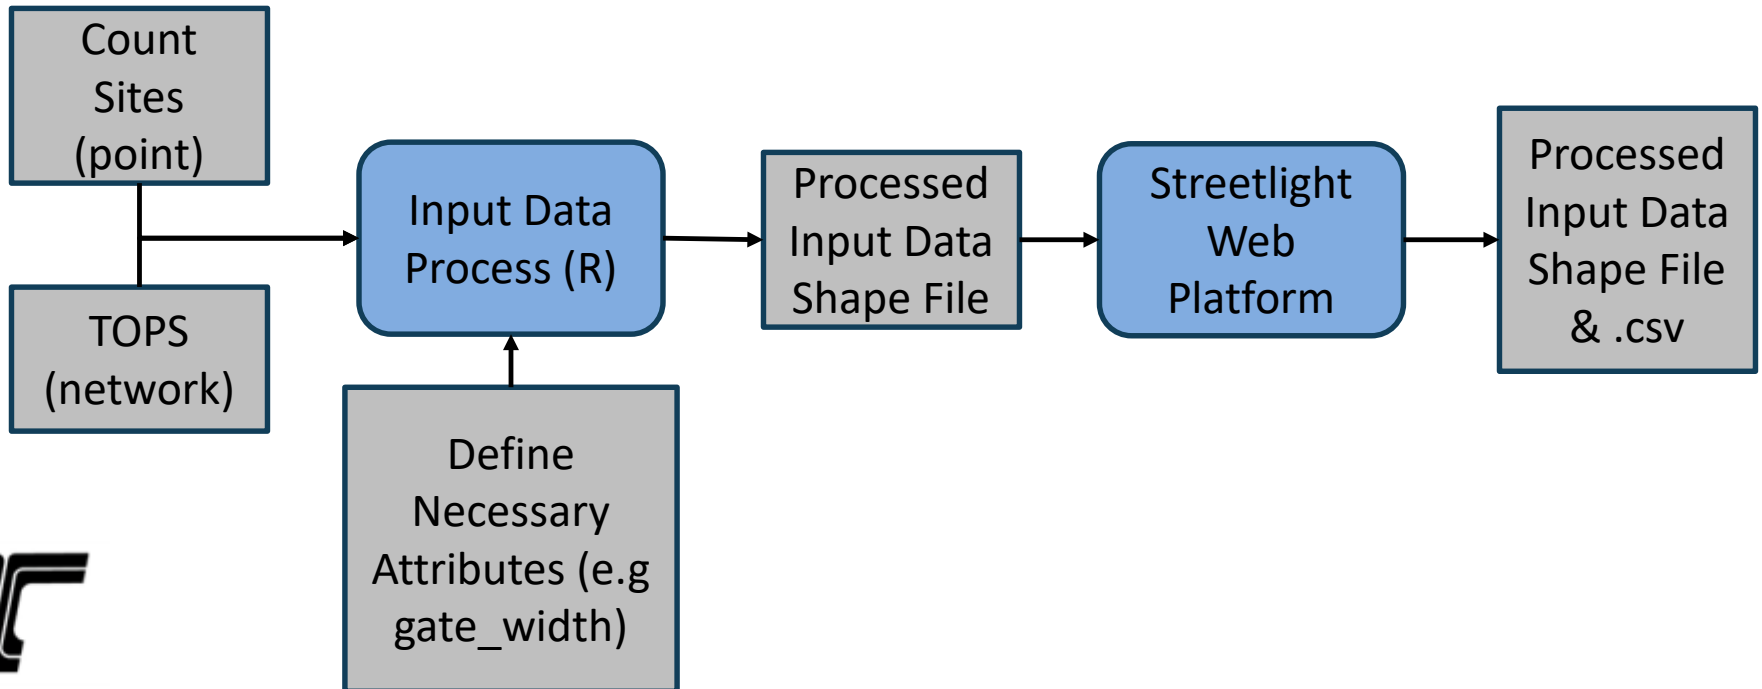 Count
Sites
(point)
TOPS
(network)
Input Data
Process (R)
Define
Necessary
Attributes (e.g
gate_width)
Processed
Input Data
Shape File
Streetlight
Web
Platform
Processed
Input Data
Shape File
& .csv